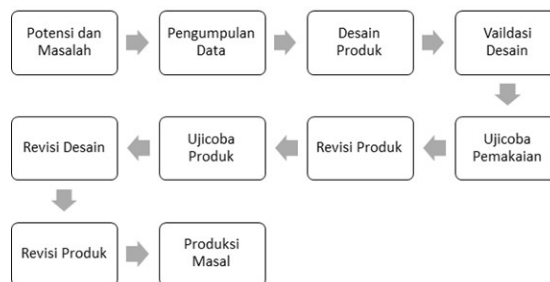 Potensi dan
Masalah
Pengumpulan
Data
Desain
Produk
Vaildasi
Desain
Ujicoba
Pemakaian
Revisi Produk
Ujicoba
Produk
Revisi Desain
Revisi Produk
Produksi
Masal